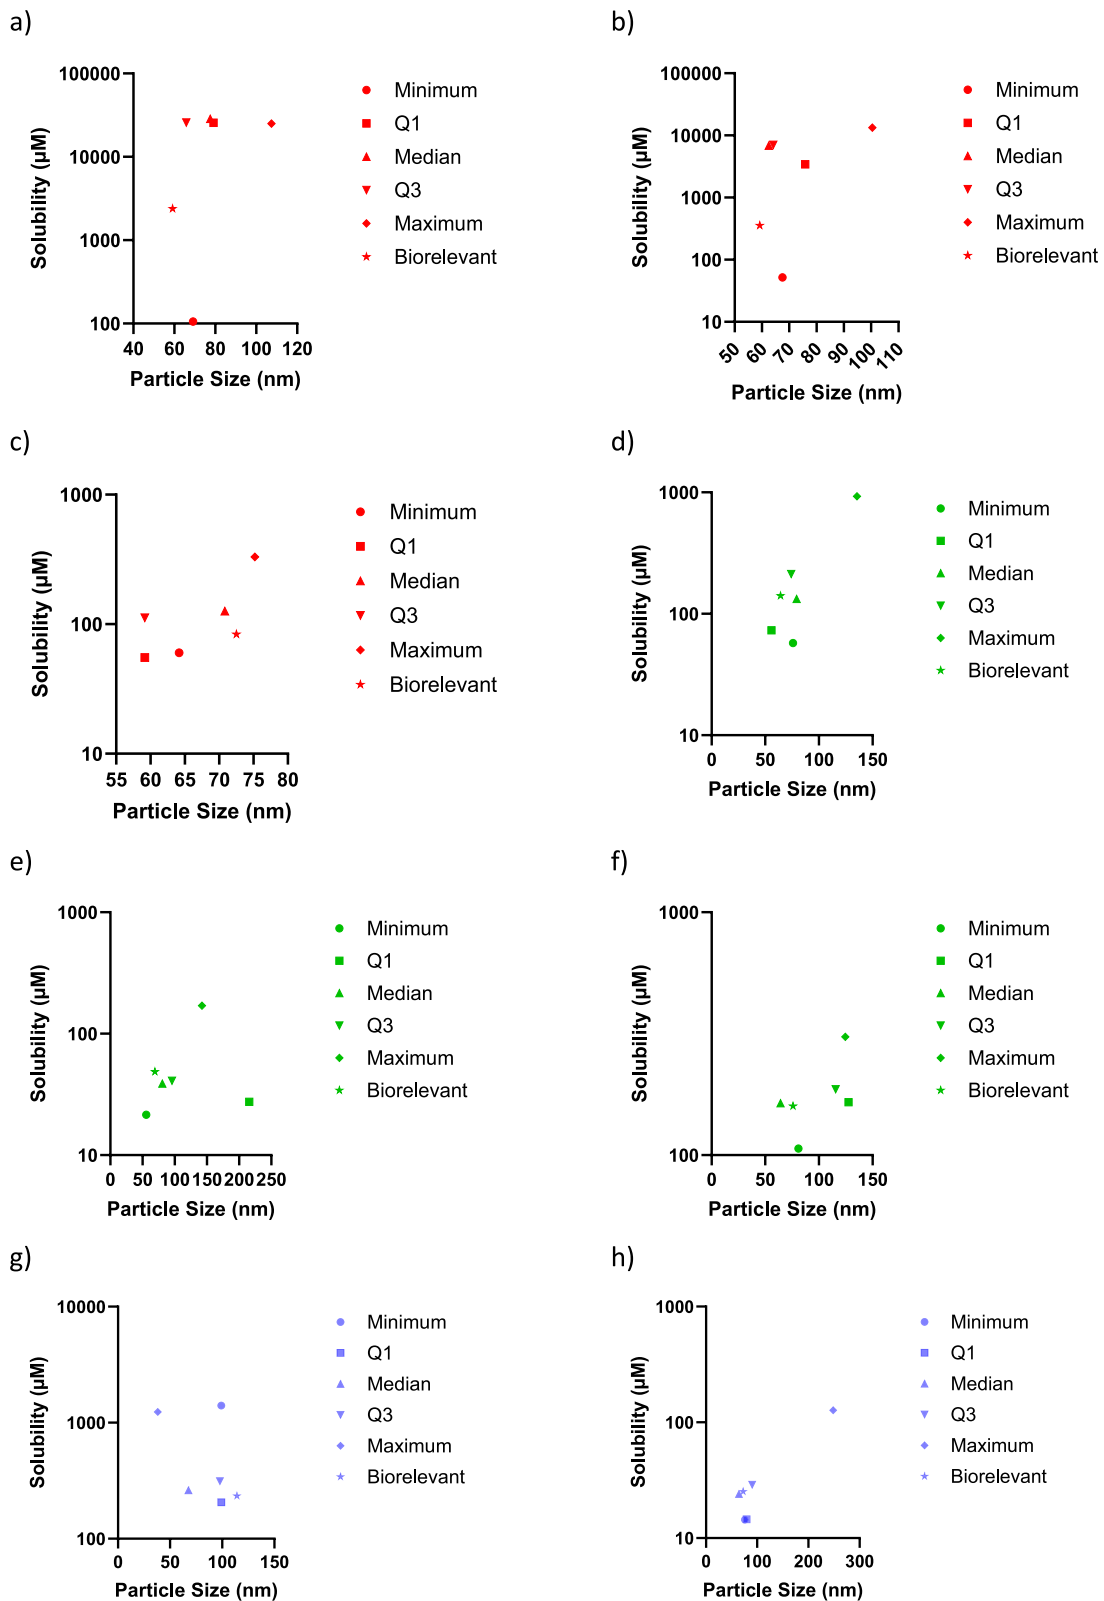 a)
Solubility (µM)
100000
10000
1000
100
40 60 80 100 120
Particle Size (nm)
Minimum
Q1
Median
Q3
Maximum
Biorelevant
b)
Solubility (µM)
100000
10000
1000
100
10
50 60 70 80 90 100 110
Particle Size (nm)
Minimum
Q1
Median
Q3
Maximum
Biorelevant
c)
Solubility (µM)
1000
100
10
55 60 65 70 75 80
Particle Size (nm)
Minimum
Q1
Median
Q3
Maximum
Biorelevant
d)
Solubility (µM)
1000
100
10
0 50 100 150
Particle Size (nm)
Minimum
Q1
Median
Q3
Maximum
Biorelevant
e)
Solubility (µM)
1000
100
10
0 50 100 150 200 250
Particle Size (nm)
Minimum
Q1
Median
Q3
Maximum
Biorelevant
f)
Solubility (µM)
1000
100
0 50 100 150
Particle Size (nm)
Minimum
Q1
Median
Q3
Maximum
Biorelevant
g)
Solubility (µM)
10000
1000
100
0 50 100 150
Particle Size (nm)
Minimum
Q1
Median
Q3
Maximum
Biorelevant
h)
Solubility (µM)
1000
100
10
0 100 200 300
Particle Size (nm)
Minimum
Q1
Median
Q3
Maximum
Biorelevant